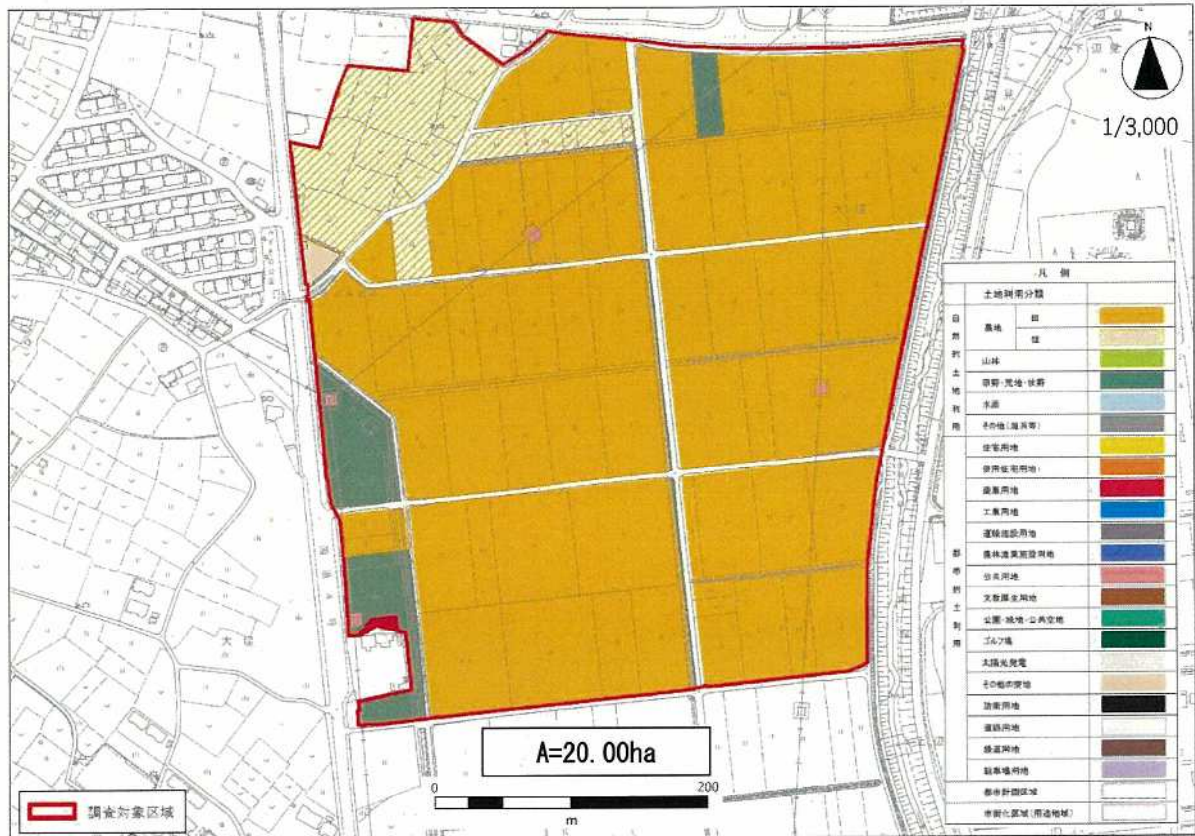 N
1/3,000
凡例
土地利用分類
自然的土地利用
農地
田
畑
山林
原野・荒地・牧野
水面
その他(海浜等)
都市的土地利用
住宅用地
併用住宅用地
商業用地
工業用地
運輸施設用地
農林漁業施設用地
公共用地
文教厚生用地
公園・緑地・公共空地
ゴルフ場
太陽光発電
その他の空地
防衛用地
道路用地
鉄道用地
駐車場用地
都市計画区域
市街化区域(用途地域)
大塚
A=20.00ha
0 200
m
調査対象区域